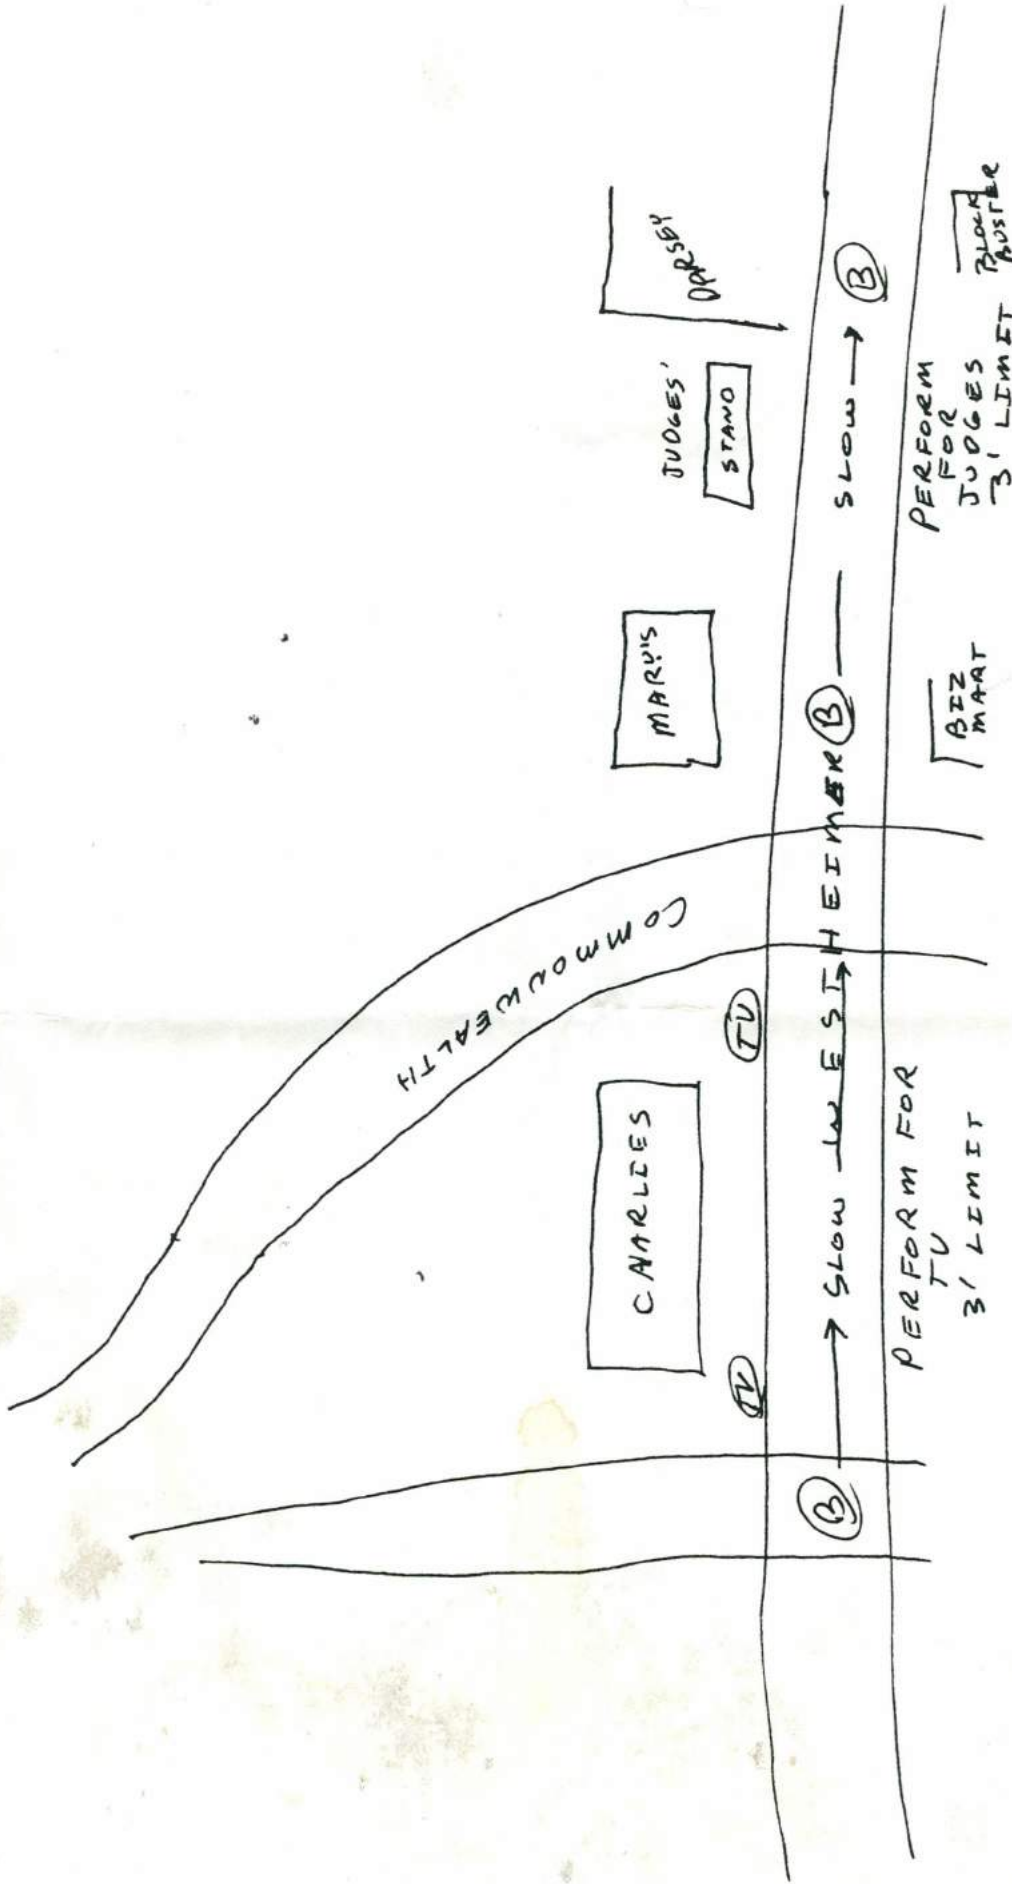 COMMONWEALTH
JUDGES'
STAND
MARY'S
CHARLIES
TV
TV
B
SLOW
WESTHEIMER
B
SLOW
B
PERFORM FOR
TV
3' LIMIT
BIZ
MART
PERFORM
FOR
JUDGES
3' LIMIT
BLOCK
BUSTER